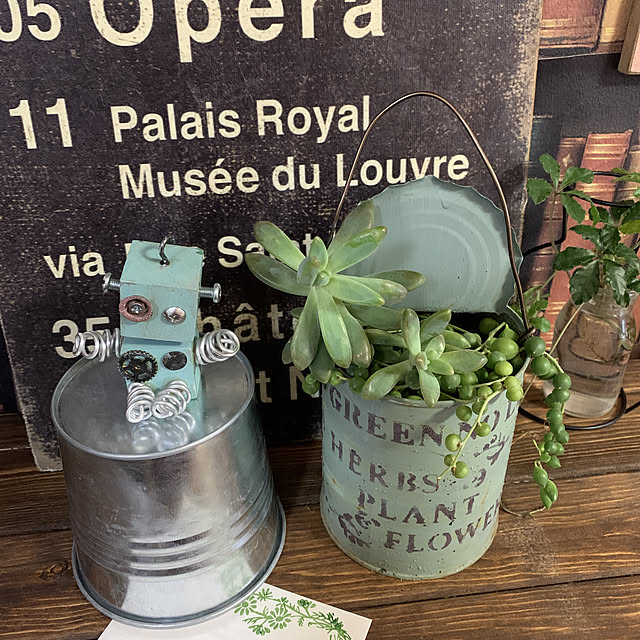 05 Opera
11 Palais Royal
Musée du Louvre
via
35
GREEN
HERBS
PLANT
FLOWER